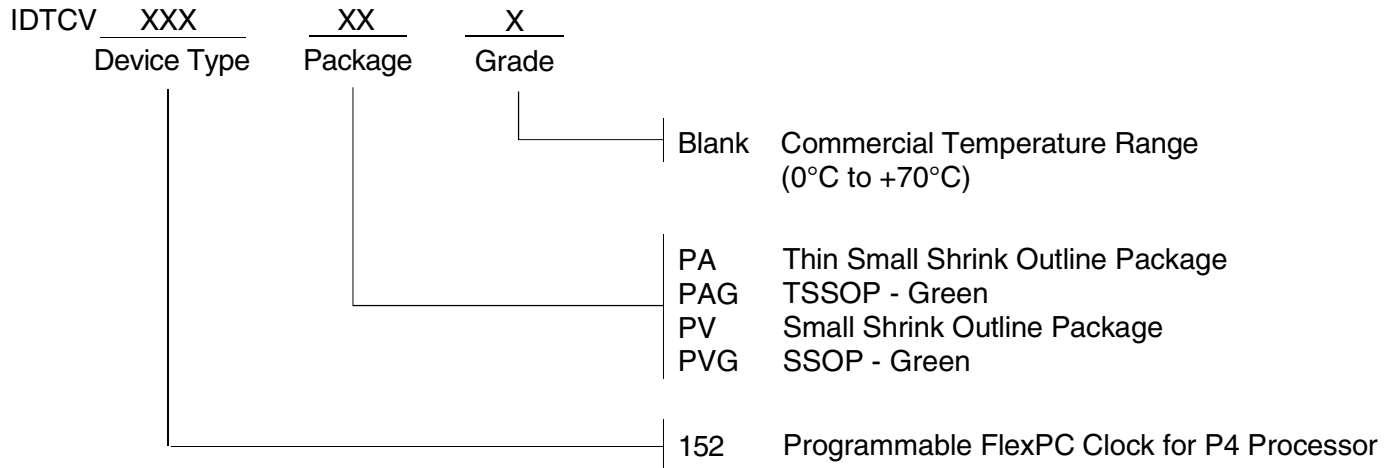 IDTCV XXX XX X
Device Type Package Grade
Blank Commercial Temperature Range
(0°C to +70°C)
PA Thin Small Shrink Outline Package
PAG TSSOP - Green
PV Small Shrink Outline Package
PVG SSOP - Green
152 Programmable FlexPC Clock for P4 Processor